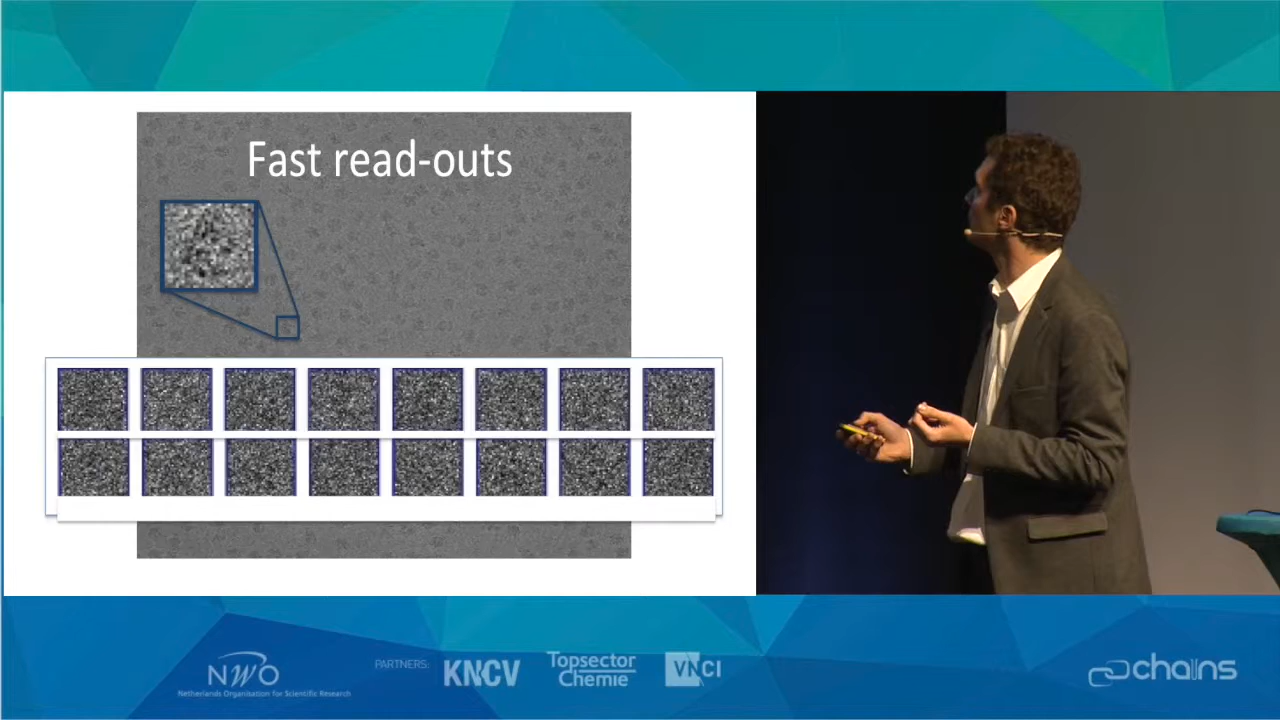 Fast read-outs
NWO
Netherlands Organisation for Scientific Research
PARTNERS:
KNCV
Topsector
Chemie
VNCI
chains